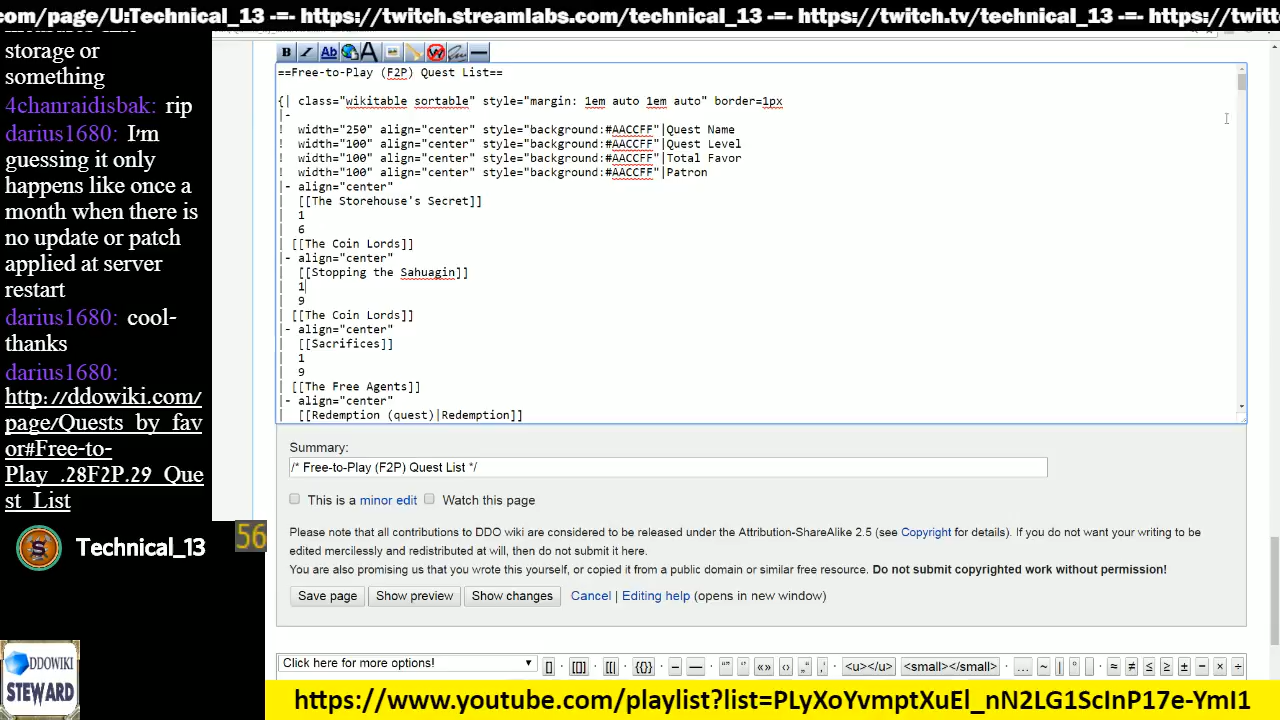 com/page/U:Technical_13 -=- https://twitch.streamlabs.com/technical_13 -=- https://twitch.tv/technical_13 -=- https://twitt
storage or
something
4chanraidisbak: rip
darius1680: I'm
guessing it only
happens like once a
month when there is
no update or patch
applied at server
restart
darius1680: cool-
thanks
darius1680:
http://ddowiki.com/
page/Quests_by_fav
or#Free-to-
Play_.28F2P.29_Que
st_List
Technical_13
56
DDOWIKI
STEWARD
B I Ab A W
==Free-to-Play (F2P) Quest List==
{| class="wikitable sortable" style="margin: 1em auto 1em auto" border=1px
|-
! width="250" align="center" style="background:#AACCFF"|Quest Name
! width="100" align="center" style="background:#AACCFF"|Quest Level
! width="100" align="center" style="background:#AACCFF"|Total Favor
! width="100" align="center" style="background:#AACCFF"|Patron
|- align="center"
| [[The Storehouse's Secret]]
| 1
| 6
| [[The Coin Lords]]
|- align="center"
| [[Stopping the Sahuagin]]
| 1
| 9
| [[The Coin Lords]]
|- align="center"
| [[Sacrifices]]
| 1
| 9
| [[The Free Agents]]
|- align="center"
| [[Redemption (quest)|Redemption]]
Summary:
/* Free-to-Play (F2P) Quest List */
This is a minor edit Watch this page
Please note that all contributions to DDO wiki are considered to be released under the Attribution-ShareAlike 2.5 (see Copyright for details). If you do not want your writing to be
edited mercilessly and redistributed at will, then do not submit it here.
You are also promising us that you wrote this yourself, or copied it from a public domain or similar free resource. Do not submit copyrighted work without permission!
Save page Show preview Show changes Cancel | Editing help (opens in new window)
Click here for more options! [] · [[]] · [[| · {{}} · – · — · “” · ‘’ · «» · ‹› · „“ · ‚‘ · <u></u> · <small></small> · … · ~ · | · ° · · ≈ · ≠ · ≤ · ≥ · ± · − · × · ÷
https://www.youtube.com/playlist?list=PLyXoYvmptXuEl_nN2LG1ScInP17e-YmI1